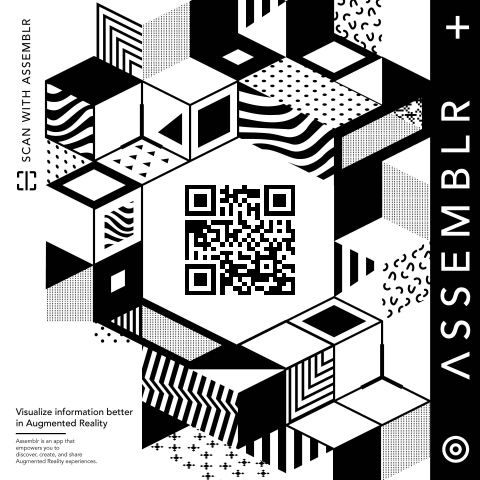 SCAN WITH ASSEMBLR
ASSEMBLR
Visualize information better
in Augmented Reality
Assemblr is an app that
empowers you to
discover, create, and share
Augmented Reality experiences.